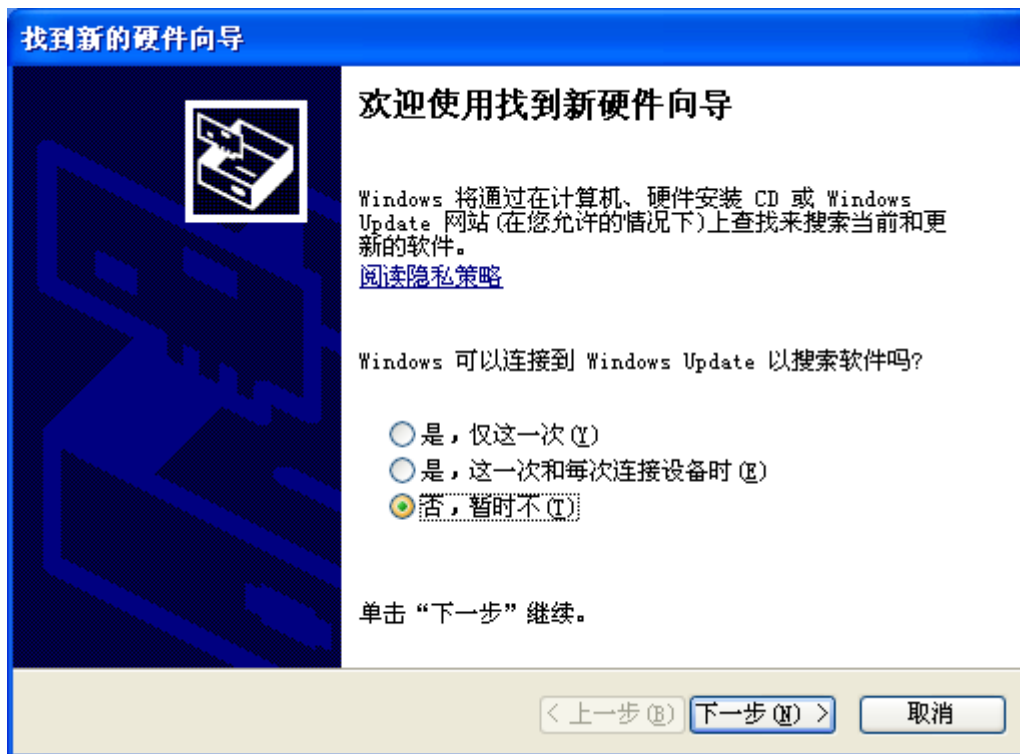 找到新的硬件向导
欢迎使用找到新硬件向导
Windows 将通过在计算机、硬件安装 CD 或 Windows
Update 网站(在您允许的情况下)上查找来搜索当前和更
新的软件。
阅读隐私策略
Windows 可以连接到 Windows Update 以搜索软件吗?
是，仅这一次(Y)
是，这一次和每次连接设备时(E)
否，暂时不(T)
单击“下一步”继续。
< 上一步(B) 下一步(N) > 取消